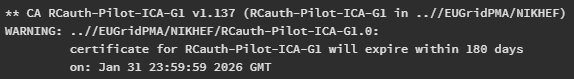 ** CA RCauth-Pilot-ICA-G1 v1.137 (RCauth-Pilot-ICA-G1 in ..//EUGridPMA/NIKHEF)
WARNING: ..//EUGridPMA/NIKHEF/RCauth-Pilot-ICA-G1.0:
certificate for RCauth-Pilot-ICA-G1 will expire within 180 days
on: Jan 31 23:59:59 2026 GMT